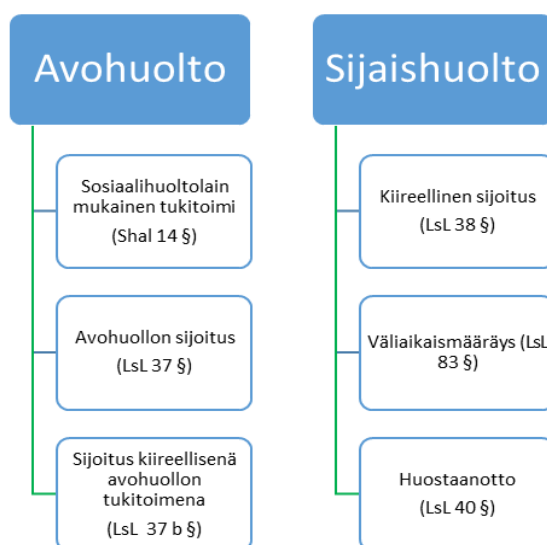 Avohuolto
Sosiaalihuoltolain
mukainen tukitoimi
(Shal 14 §)
Avohuollon sijoitus
(LsL 37 §)
Sijoitus kiireellisenä
avohuollon
tukitoimena
(LsL 37 b §)
Sijaishuolto
Kiireellinen sijoitus
(LsL 38 §)
Väliaikaismääräys (LsL
83 §)
Huostaanotto
(LsL 40 §)